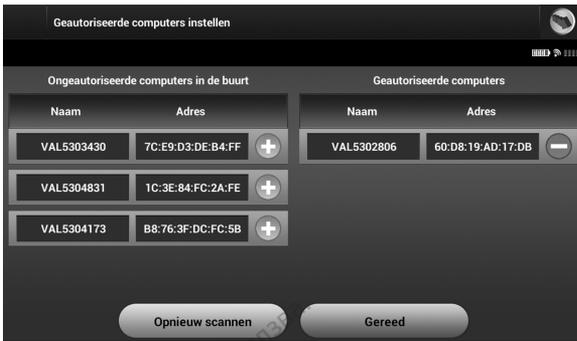 Geautoriseerde computers instellen
Ongeautoriseerde computers in de buurt
Naam Adres
VAL5303430 7C:E9:D3:DE:B4:FF
VAL5304831 1C:3E:84:FC:2A:FE
VAL5304173 B8:76:3F:DC:FC:5B
Geautoriseerde computers
Naam Adres
VAL5302806 60:D8:19:AD:17:DB
Opnieuw scannen
Gereed